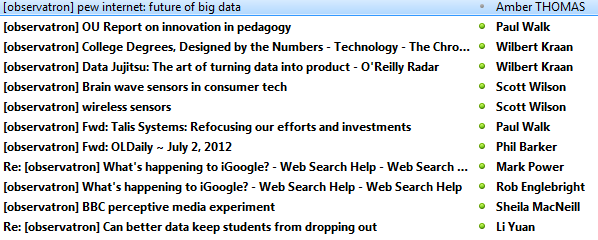 [observatron] pew internet: future of big data Amber THOMAS
[observatron] OU Report on innovation in pedagogy Paul Walk
[observatron] College Degrees, Designed by the Numbers - Technology - The Chro... Wilbert Kraan
[observatron] Data Jujitsu: The art of turning data into product - O'Reilly Radar Wilbert Kraan
[observatron] Brain wave sensors in consumer tech Scott Wilson
[observatron] wireless sensors Scott Wilson
[observatron] Fwd: Talis Systems: Refocusing our efforts and investments Paul Walk
[observatron] Fwd: OLDaily ~ July 2, 2012 Phil Barker
Re: [observatron] What's happening to iGoogle? - Web Search Help - Web Search ... Mark Power
[observatron] What's happening to iGoogle? - Web Search Help - Web Search Help Rob Englebright
[observatron] BBC perceptive media experiment Sheila MacNeill
Re: [observatron] Can better data keep students from dropping out Li Yuan